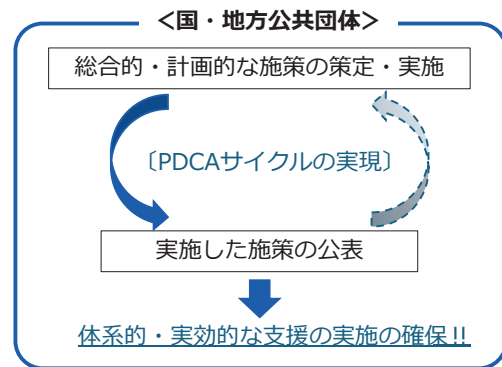 ＜国・地方公共団体＞
総合的・計画的な施策の策定・実施
〔PDCAサイクルの実現〕
実施した施策の公表
体系的・実効的な支援の実施の確保!!